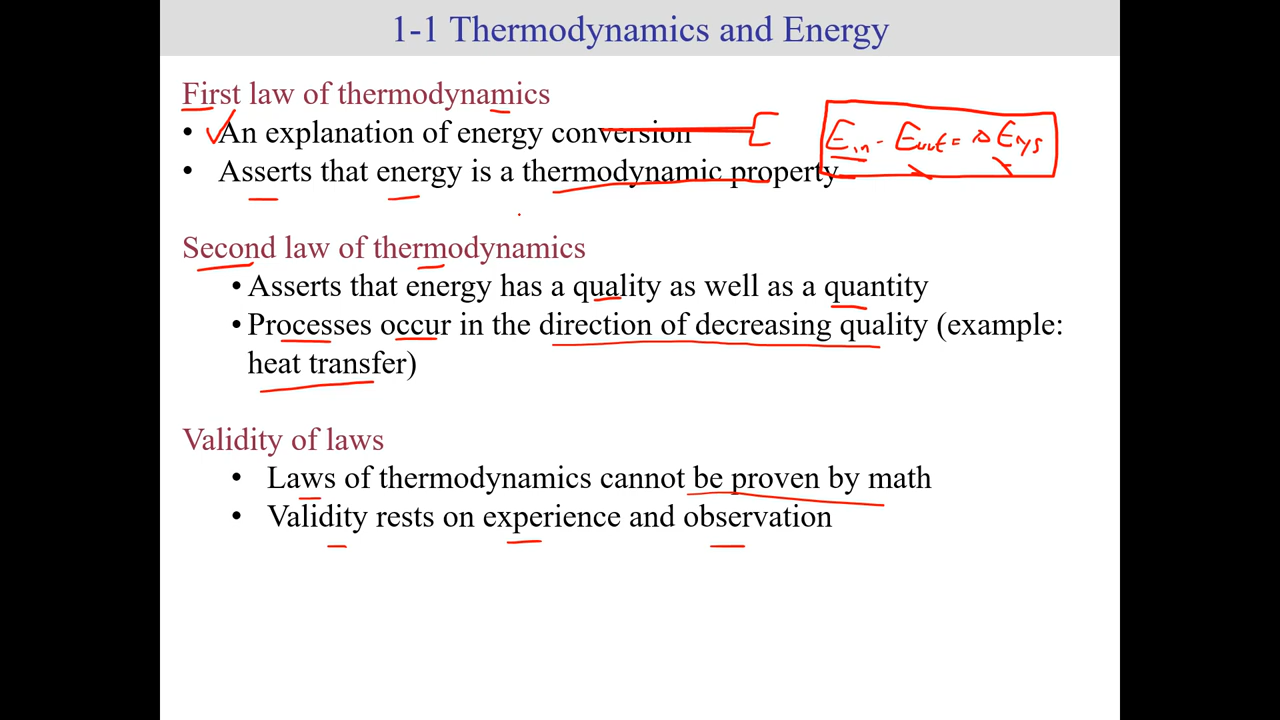 1-1 Thermodynamics and Energy
First law of thermodynamics
• An explanation of energy conversion
E in - E out = Δ E sys
• Asserts that energy is a thermodynamic property
Second law of thermodynamics
• Asserts that energy has a quality as well as a quantity
• Processes occur in the direction of decreasing quality (example:
heat transfer)
Validity of laws
• Laws of thermodynamics cannot be proven by math
• Validity rests on experience and observation